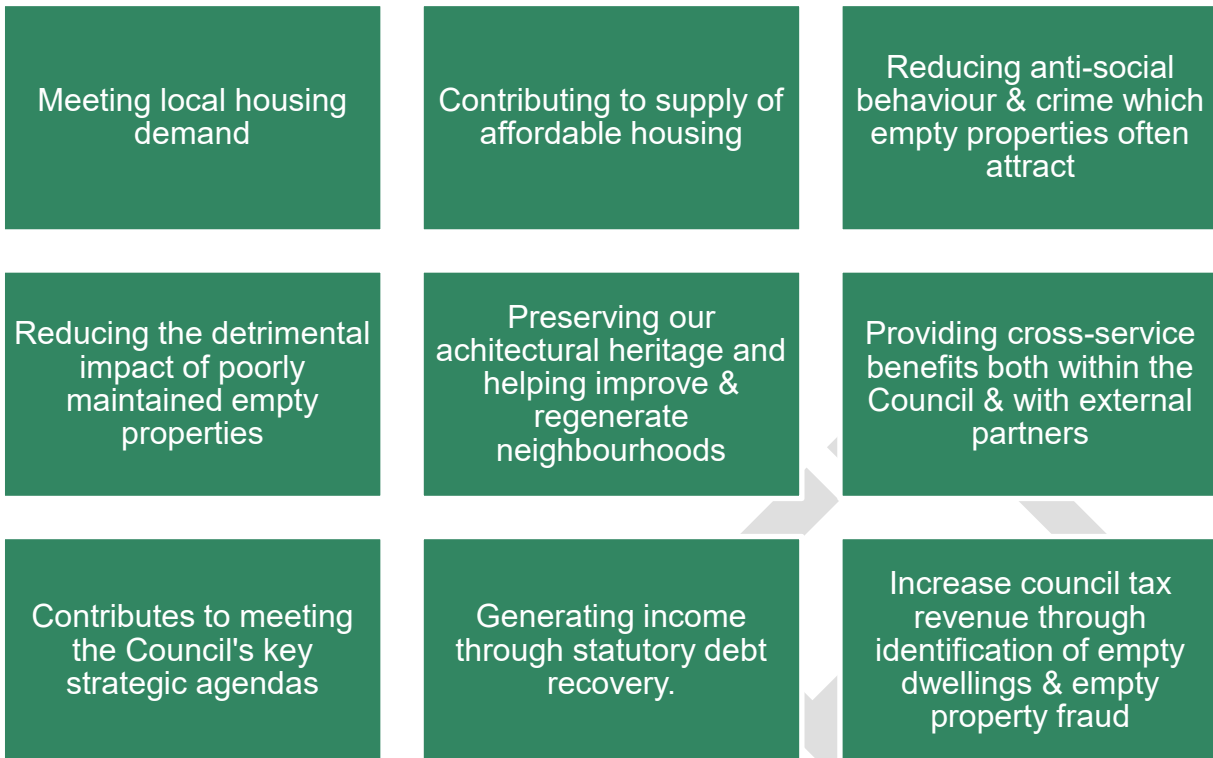 Meeting local housing
demand
Contributing to supply of
affordable housing
Reducing anti-social
behaviour & crime which
empty properties often
attract
Reducing the detrimental
impact of poorly
maintained empty
properties
Preserving our
achitectural heritage and
helping improve &
regenerate
neighbourhoods
Providing cross-service
benefits both within the
Council & with external
partners
Contributes to meeting
the Council's key
strategic agendas
Generating income
through statutory debt
recovery.
Increase council tax
revenue through
identification of empty
dwellings & empty
property fraud